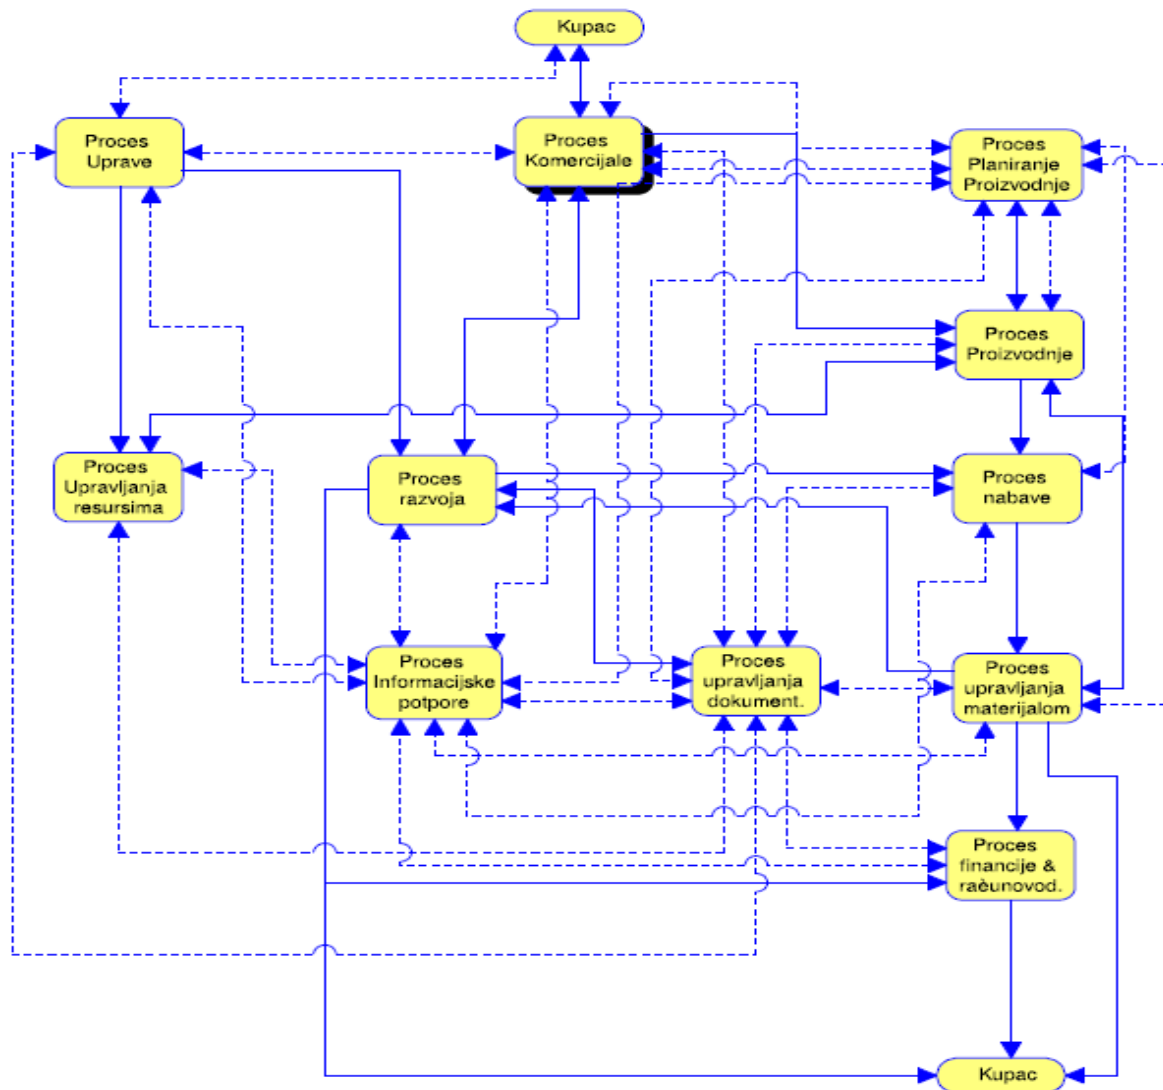 Kupac
Proces
Uprave
Proces
Komercijale
Proces
Planiranje
Proizvodnje
Proces
Proizvodnje
Proces
Upravljanja
resursima
Proces
razvoja
Proces
nabave
Proces
Informacijske
potpore
Proces
upravljanja
dokument.
Proces
upravljanja
materijalom
Proces
financije &
raèunovod.
Kupac